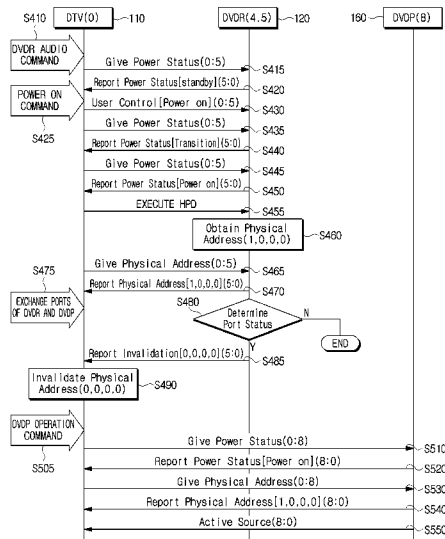 DTV(0) 110 DVDR(4,5) 120 160 DVDP(8)
S410
DVDR AUDIO
COMMAND
Give Power Status(0:5) S415
Report Power Status[standby](5:0) S420
POWER ON
COMMAND
User Control[Power on](0:5) S430
S425
Give Power Status(0:5) S435
Report Power Status[Transition](5:0) S440
Give Power Status(0:5) S445
Report Power Status[Power on](5:0) S450
EXECUTE HPD S455
Obtain Physical
Address(1,0,0,0) S460
S475
Give Physical Address(0:5) S465
Report Physical Address[1,0,0,0](5:0) S470
EXCHANGE PORTS
OF DVDR AND DVDP
S480
Determine
Port Status
N
END
Y
Report Invalidation[0,0,0,0](5:0) S485
Invalidate Physical
Address(0,0,0,0) S490
DVDP OPERATION
COMMAND
S505
Give Power Status(0:8) S510
Report Power Status[Power on](8:0) S520
Give Physical Address(0:8) S530
Report Physical Address[1,0,0,0](8:0) S540
Active Source(8:0) S550